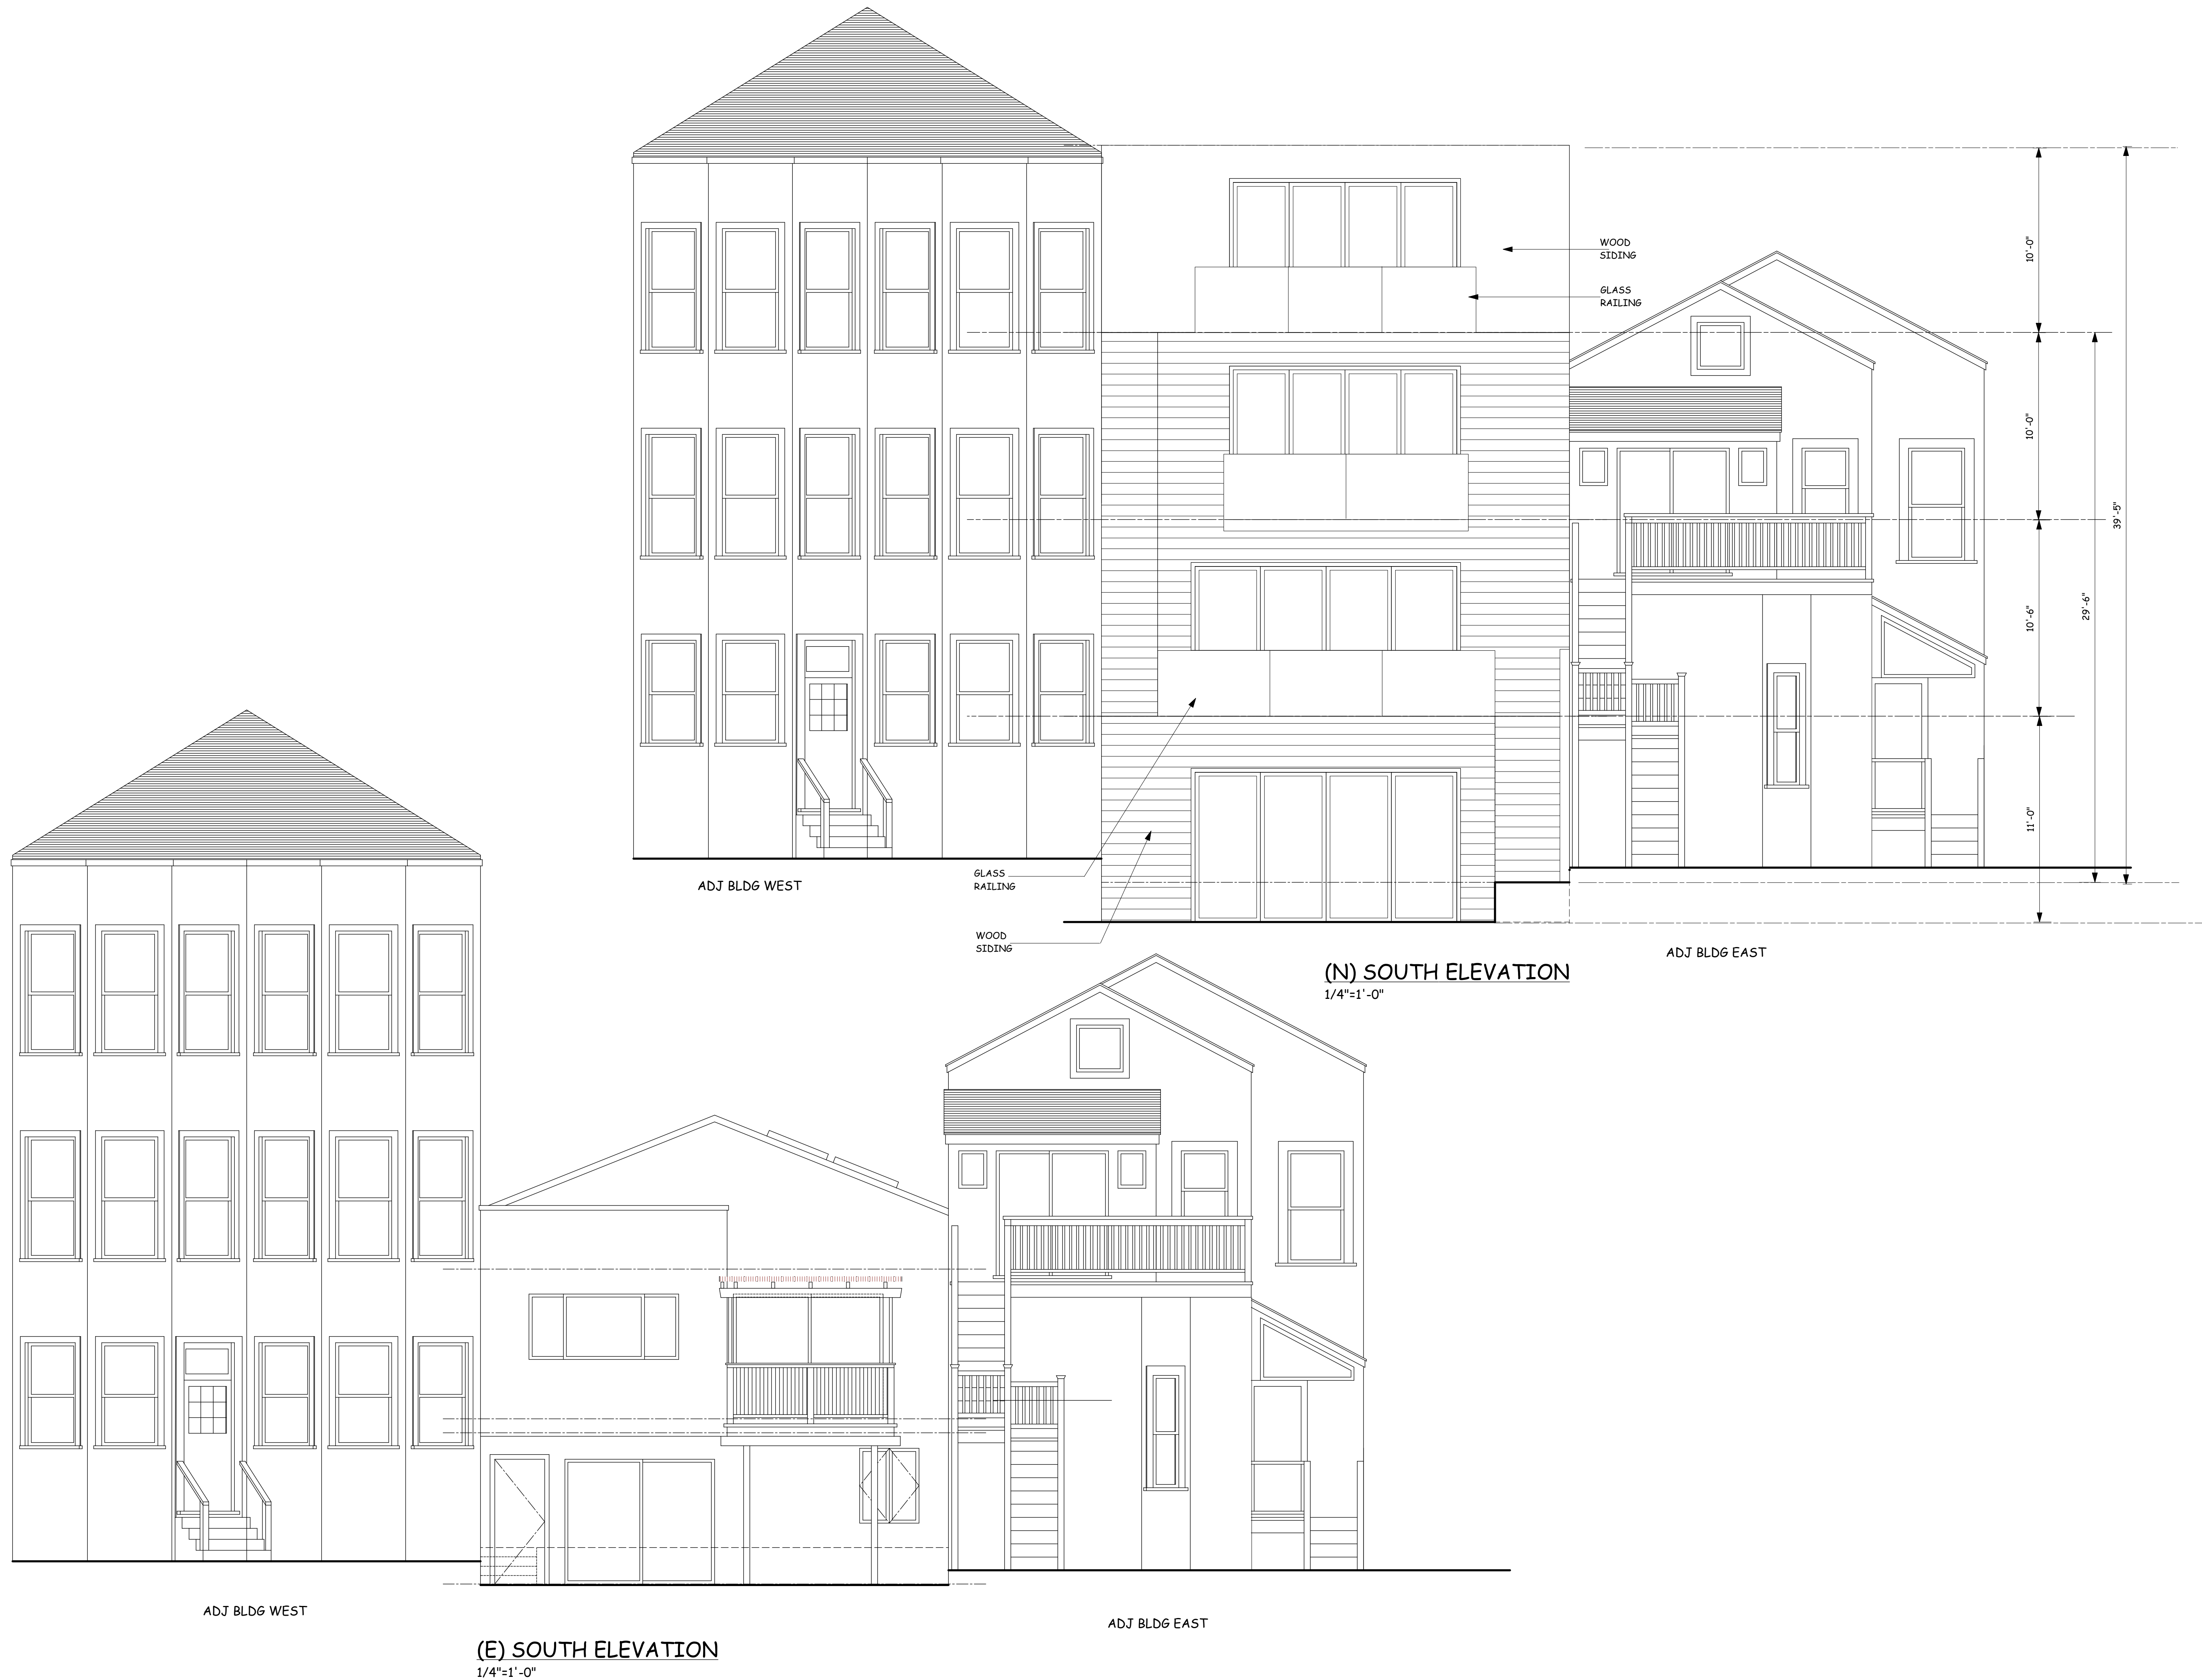 WOOD
SIDING
GLASS
RAILING
10'-0"
10'-0"
39'-5"
29'-6"
10'-6"
11'-0"
GLASS
RAILING
ADJ BLDG WEST
WOOD
SIDING
ADJ BLDG EAST
(N) SOUTH ELEVATION
1/4"=1'-0"
ADJ BLDG WEST
ADJ BLDG EAST
(E) SOUTH ELEVATION
1/4"=1'-0"